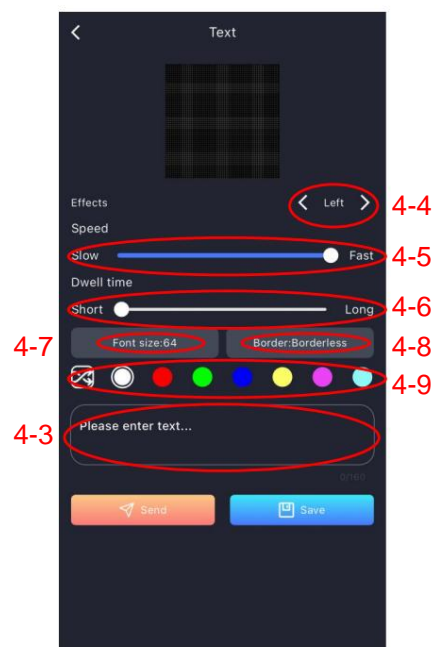 Text
Effects
Left
4-4
Speed
Slow
Fast
4-5
Dwell time
Short
Long
4-6
4-7
Font size:64
Border:Borderless
4-8
4-9
4-3
Please enter text...
0/160
Send
Save